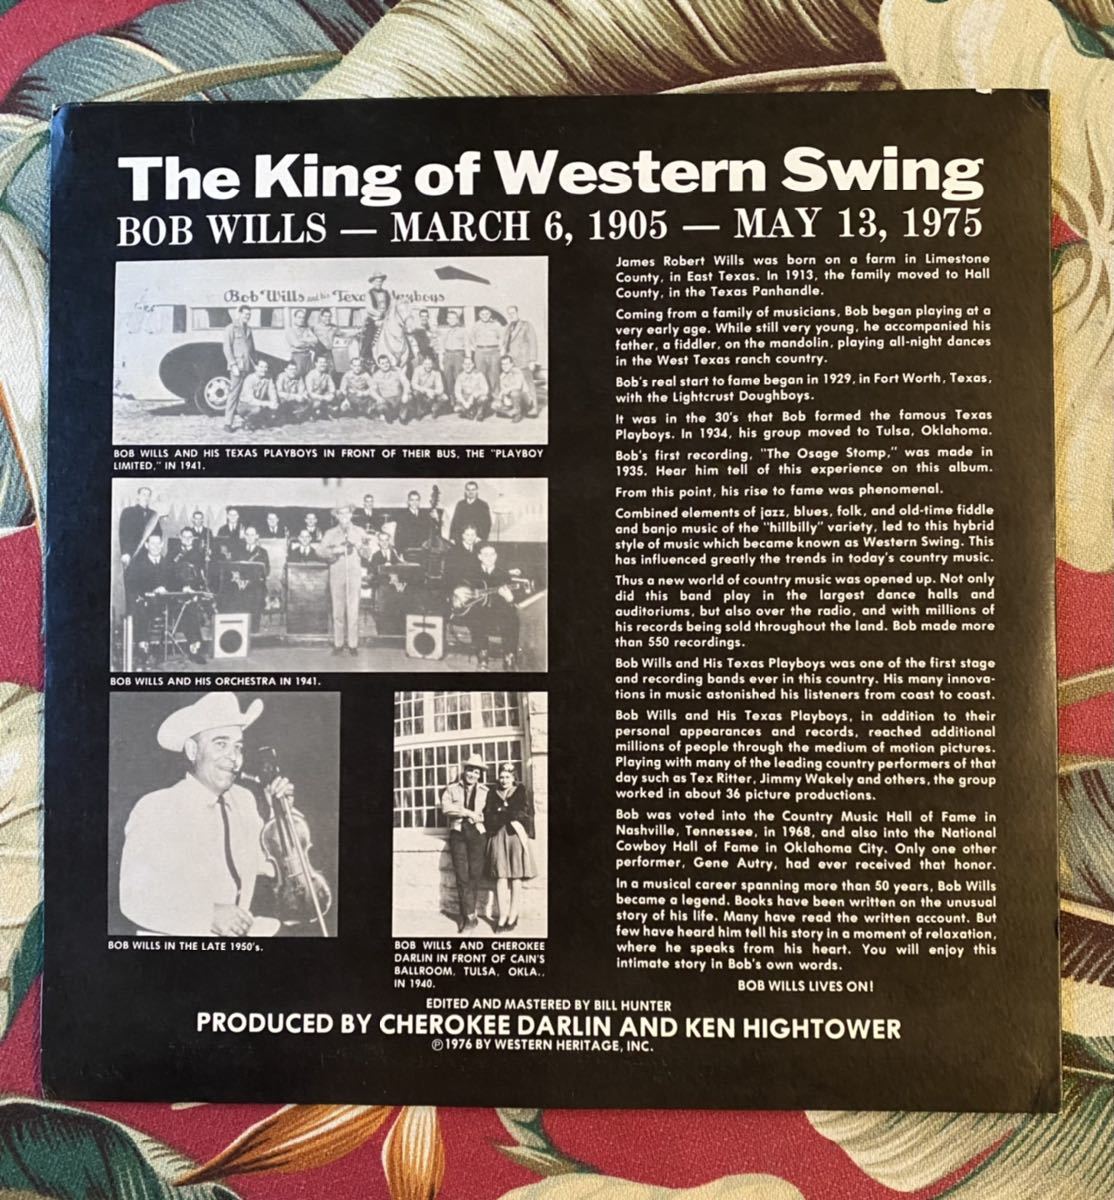 The King of Western Swing
BOB WILLS — MARCH 6, 1905 — MAY 13, 1975
Bob Wills and his Texas Playboys
BOB WILLS AND HIS TEXAS PLAYBOYS IN FRONT OF THEIR BUS, THE "PLAYBOY
LIMITED," IN 1941.
BW
BW
BOB WILLS AND HIS ORCHESTRA IN 1941.
BOB WILLS IN THE LATE 1950's.
BOB WILLS AND CHEROKEE
DARLIN IN FRONT OF CAIN'S
BALLROOM, TULSA, OKLA.,
IN 1940.
James Robert Wills was born on a farm in Limestone
County, in East Texas. In 1913, the family moved to Hall
County, in the Texas Panhandle.
Coming from a family of musicians, Bob began playing at a
very early age. While still very young, he accompanied his
father, a fiddler, on the mandolin, playing all-night dances
in the West Texas ranch country.
Bob's real start to fame began in 1929, in Fort Worth, Texas,
with the Lightcrust Doughboys.
It was in the 30's that Bob formed the famous Texas
Playboys. In 1934, his group moved to Tulsa, Oklahoma.
Bob's first recording, "The Osage Stomp," was made in
1935. Hear him tell of this experience on this album.
From this point, his rise to fame was phenomenal.
Combined elements of jazz, blues, folk, and old-time fiddle
and banjo music of the "hillbilly" variety, led to this hybrid
style of music which became known as Western Swing. This
has influenced greatly the trends in today's country music.
Thus a new world of country music was opened up. Not only
did this band play in the largest dance halls and
auditoriums, but also over the radio, and with millions of
his records being sold throughout the land. Bob made more
than 550 recordings.
Bob Wills and His Texas Playboys was one of the first stage
and recording bands ever in this country. His many innova-
tions in music astonished his listeners from coast to coast.
Bob Wills and His Texas Playboys, in addition to their
personal appearances and records, reached additional
millions of people through the medium of motion pictures.
Playing with many of the leading country performers of that
day such as Tex Ritter, Jimmy Wakely and others, the group
worked in about 36 picture productions.
Bob was voted into the Country Music Hall of Fame in
Nashville, Tennessee, in 1968, and also into the National
Cowboy Hall of Fame in Oklahoma City. Only one other
performer, Gene Autry, had ever received that honor.
In a musical career spanning more than 50 years, Bob Wills
became a legend. Books have been written on the unusual
story of his life. Many have read the written account. But
few have heard him tell his story in a moment of relaxation,
where he speaks from his heart. You will enjoy this
intimate story in Bob's own words.
BOB WILLS LIVES ON!
EDITED AND MASTERED BY BILL HUNTER
PRODUCED BY CHEROKEE DARLIN AND KEN HIGHTOWER
℗ 1976 BY WESTERN HERITAGE, INC.